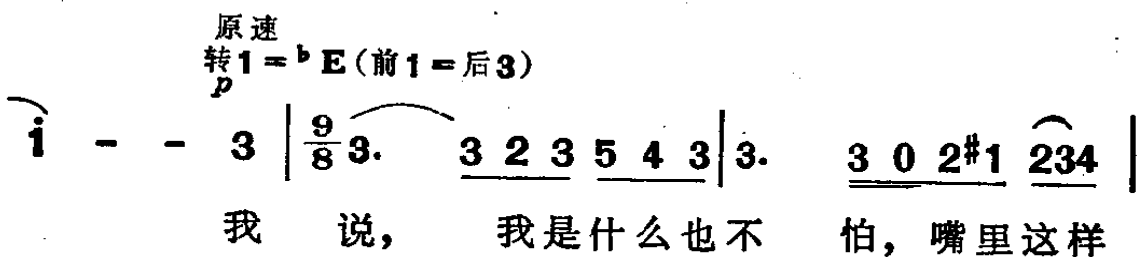 原速
转1=♭E(前1=后3)
p
i̇ - - 3 | 9/8 3. 3 2 3 5 4 3 | 3. 3 0 2 #1 2 3 4 |
我 说, 我是什么也不 怕, 嘴里这样